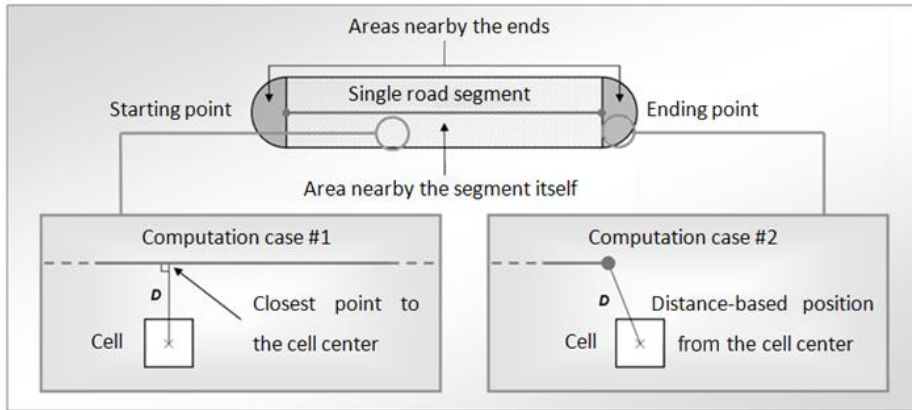 Areas nearby the ends
Starting point
Single road segment
Ending point
Area nearby the segment itself
Computation case #1
D
Closest point to
Cell
the cell center
Computation case #2
D
Distance-based position
Cell
from the cell center